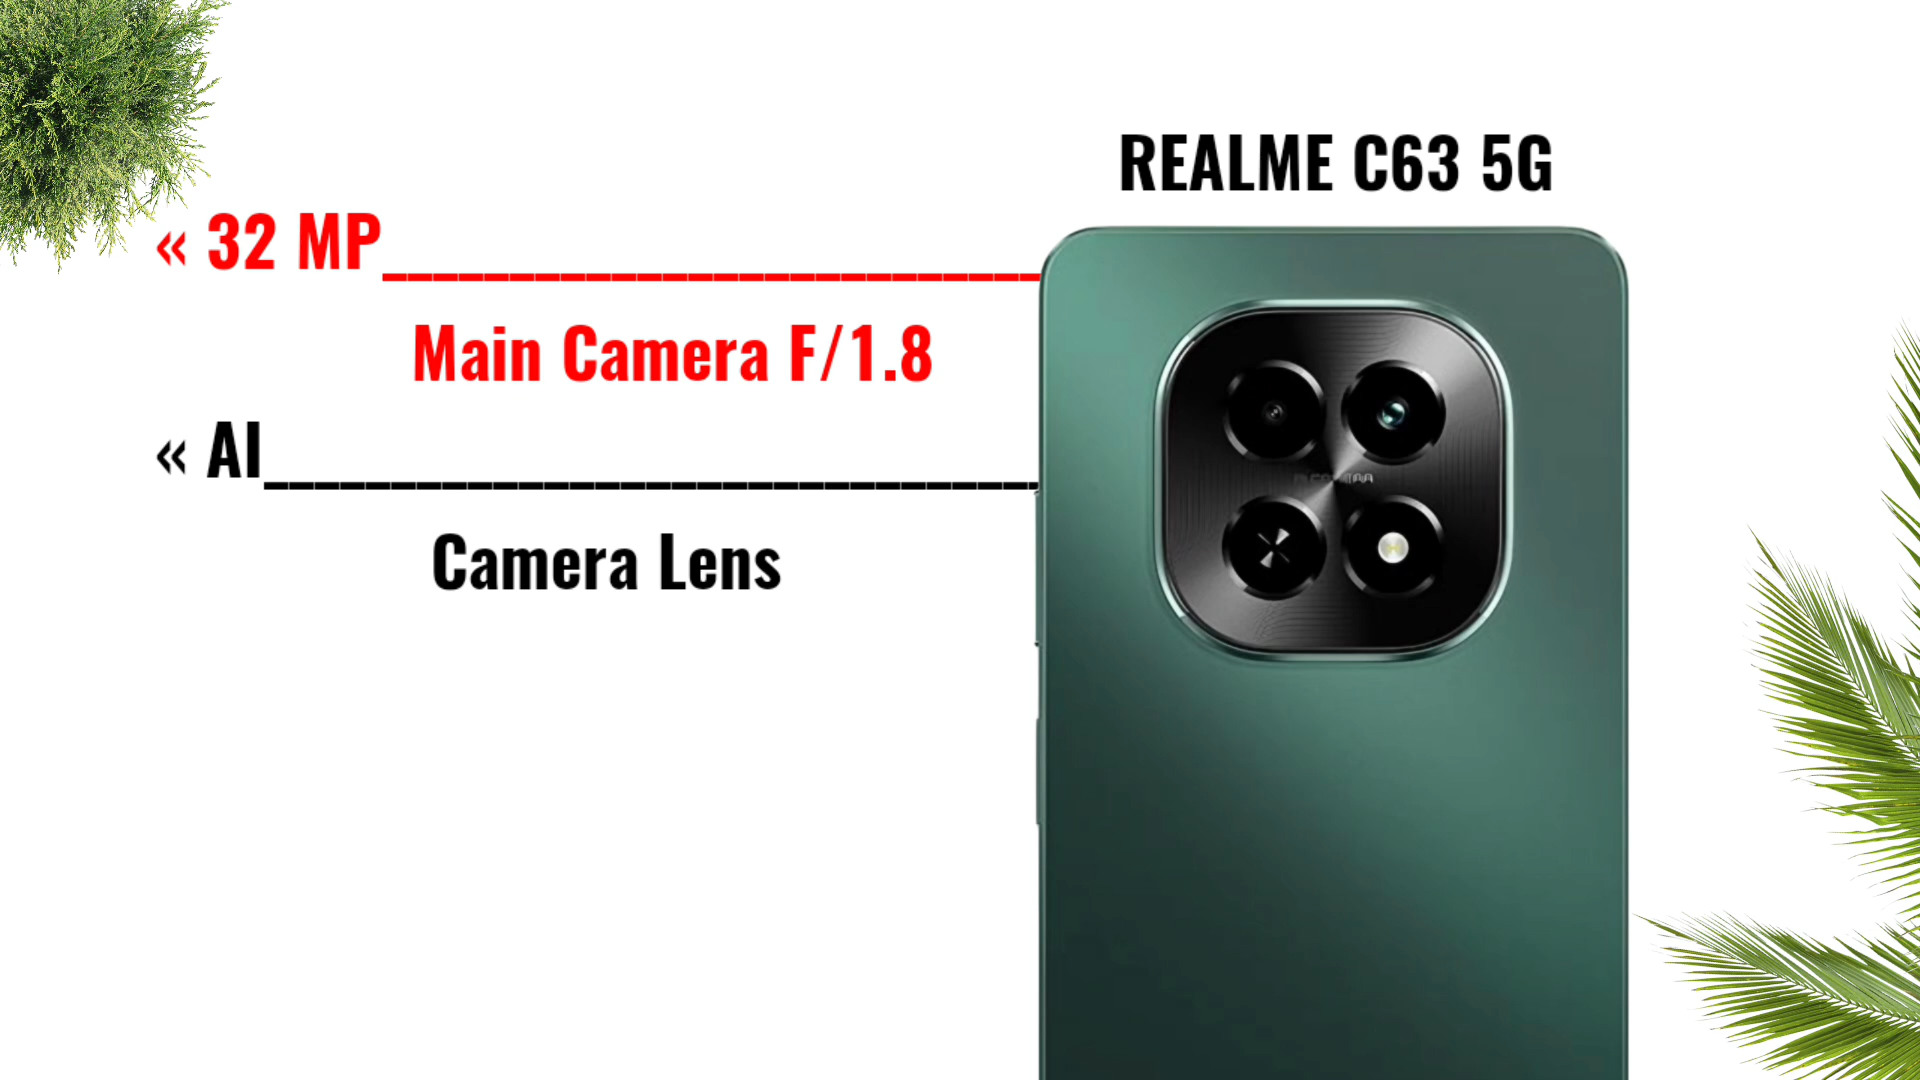 REALME C63 5G
« 32 MP
Main Camera F/1.8
« AI
Camera Lens